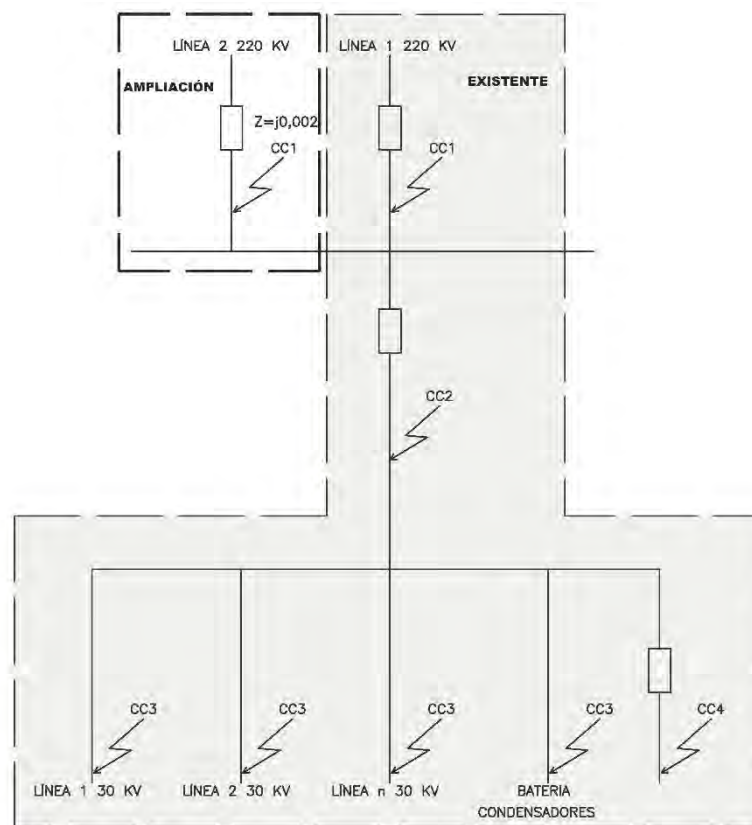 LÍNEA 2 220 KV
LÍNEA 1 220 KV
AMPLIACIÓN
EXISTENTE
Z=j0,002
CC1
CC1
CC2
CC3
CC3
CC3
CC3
CC4
LÍNEA 1 30 KV
LÍNEA 2 30 KV
LÍNEA n 30 KV
BATERIA
CONDENSADORES